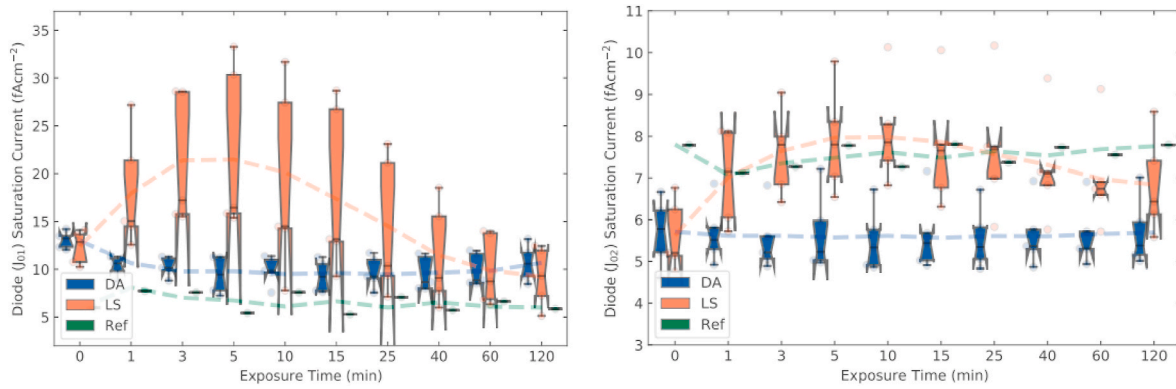 Diode (J₀₁) Saturation Current (fAcm⁻²)
35
30
25
20
15
10
5
DA
LS
Ref
0 1 3 5 10 15 25 40 60 120
Exposure Time (min)
Diode (J₀₂) Saturation Current (fAcm⁻²)
11
10
9
8
7
6
5
4
3
DA
LS
Ref
0 1 3 5 10 15 25 40 60 120
Exposure Time (min)